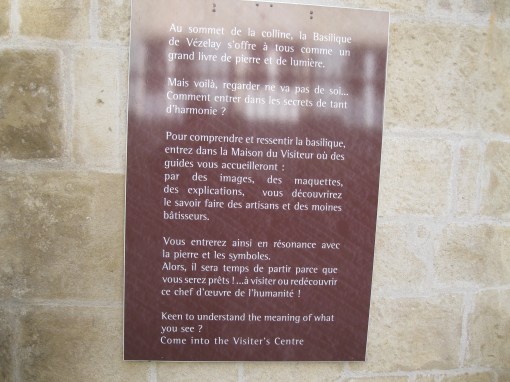 Au sommet de la colline, la Basilique
de Vézelay s'offre à tous comme un
grand livre de pierre et de lumière.
Mais voilà, regarder ne va pas de soi...
Comment entrer dans les secrets de tant
d'harmonie ?
Pour comprendre et ressentir la basilique,
entrez dans la Maison du Visiteur où des
guides vous accueilleront :
par des images, des maquettes,
des explications, vous découvrirez
le savoir faire des artisans et des moines
bâtisseurs.
Vous entrerez ainsi en résonance avec
la pierre et les symboles.
Alors, il sera temps de partir parce que
vous serez prêts !...à visiter ou redécouvrir
ce chef d'œuvre de l'humanité !
Keen to understand the meaning of what
you see ?
Come into the Visiter's Centre